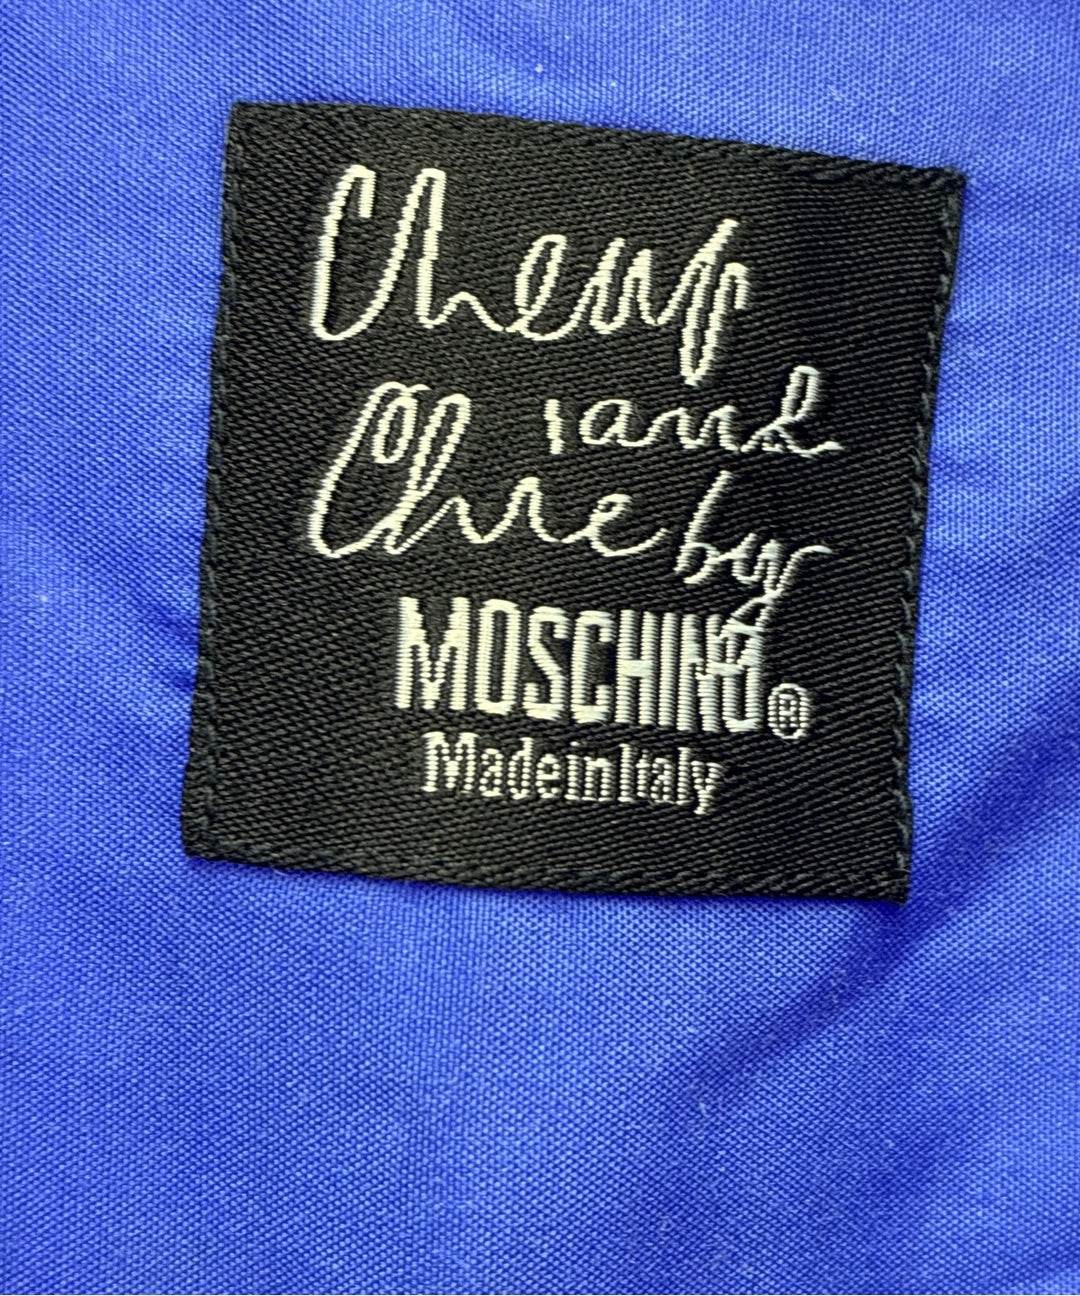 Cheap
and
Chic by
MOSCHINO®
Made in Italy